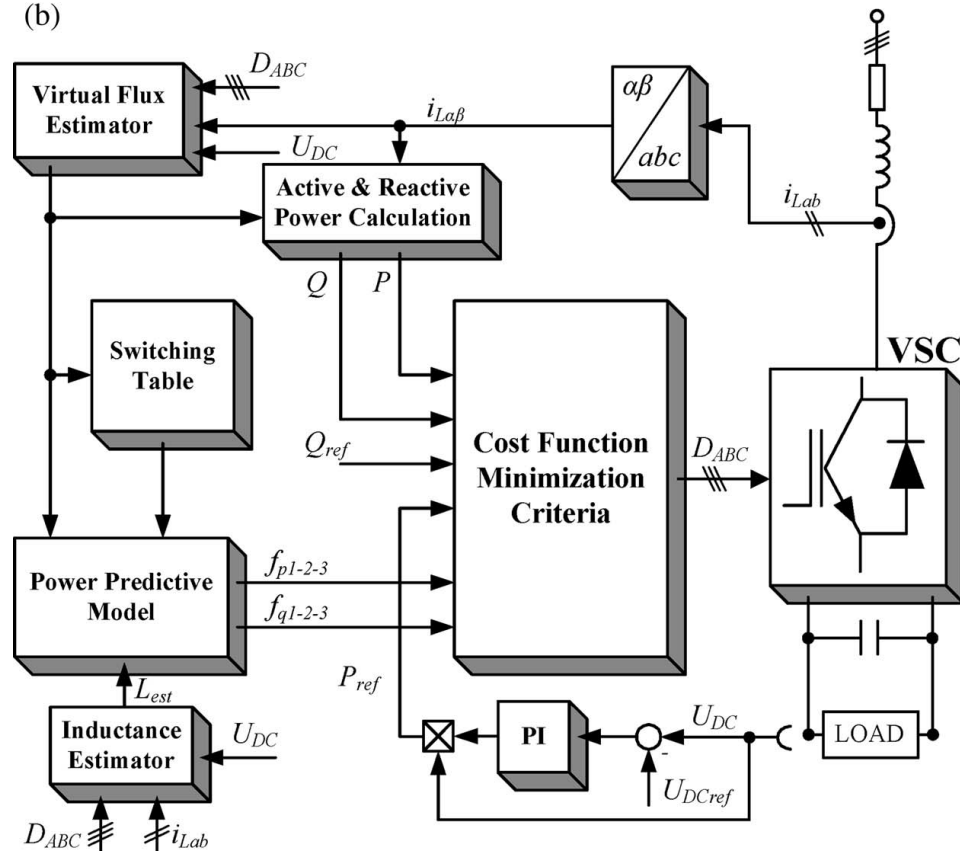 (b)
Virtual Flux
Estimator
D_ABC
i_Lαβ
U_DC
αβ
abc
i_Lab
Active & Reactive
Power Calculation
Q
P
Switching
Table
VSC
Q_ref
Cost Function
Minimization
Criteria
D_ABC
Power Predictive
Model
f_p1-2-3
f_q1-2-3
P_ref
L_est
Inductance
Estimator
U_DC
PI
U_DC
-
U_DCref
LOAD
D_ABC
i_Lab